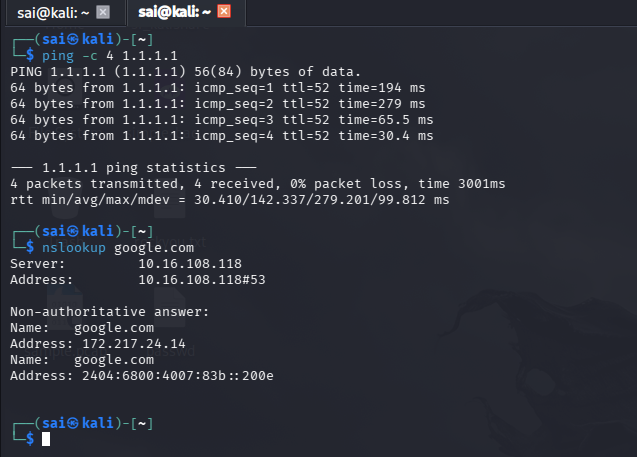 sai@kali: ~ sai@kali: ~
┌──(sai㉿kali)-[~]
└─$ ping -c 4 1.1.1.1
PING 1.1.1.1 (1.1.1.1) 56(84) bytes of data.
64 bytes from 1.1.1.1: icmp_seq=1 ttl=52 time=194 ms
64 bytes from 1.1.1.1: icmp_seq=2 ttl=52 time=279 ms
64 bytes from 1.1.1.1: icmp_seq=3 ttl=52 time=65.5 ms
64 bytes from 1.1.1.1: icmp_seq=4 ttl=52 time=30.4 ms
--- 1.1.1.1 ping statistics ---
4 packets transmitted, 4 received, 0% packet loss, time 3001ms
rtt min/avg/max/mdev = 30.410/142.337/279.201/99.812 ms
┌──(sai㉿kali)-[~]
└─$ nslookup google.com
Server:         10.16.108.118
Address:        10.16.108.118#53
Non-authoritative answer:
Name:   google.com
Address: 172.217.24.14
Name:   google.com
Address: 2404:6800:4007:83b::200e
┌──(sai㉿kali)-[~]
└─$